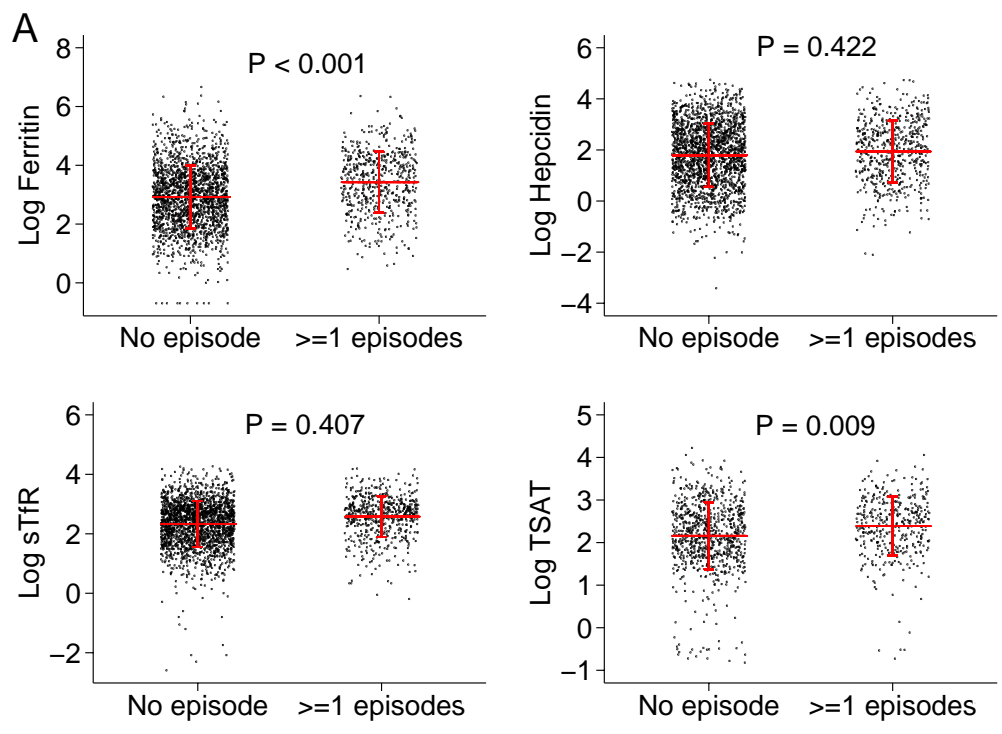 A
P < 0.001
Log Ferritin
8
6
4
2
0
No episode >=1 episodes
P = 0.422
Log Hepcidin
6
4
2
0
−2
−4
No episode >=1 episodes
P = 0.407
Log sTfR
6
4
2
0
−2
No episode >=1 episodes
P = 0.009
Log TSAT
5
4
3
2
1
0
−1
No episode >=1 episodes